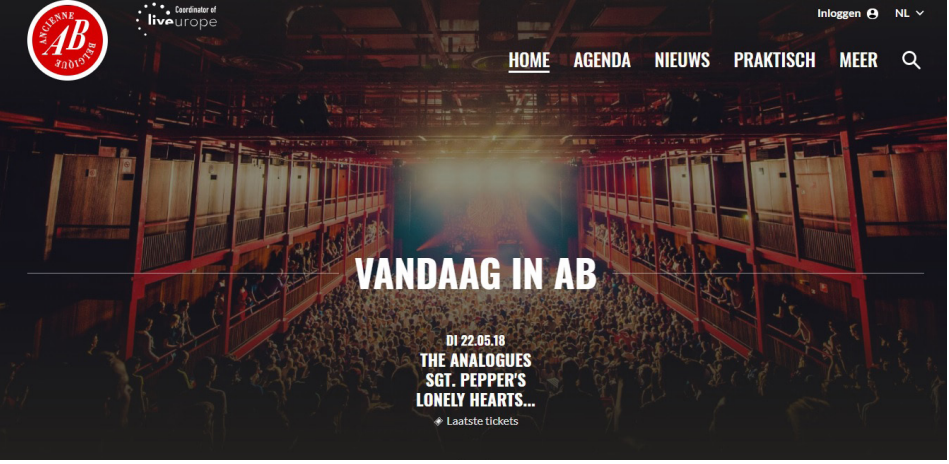 ANCIENNE
AB
BELGIQUE
Coordinator of
liveurope
Inloggen
NL
HOME
AGENDA
NIEUWS
PRAKTISCH
MEER
VANDAAG IN AB
DI 22.05.18
THE ANALOGUES
SGT. PEPPER'S
LONELY HEARTS...
Laatste tickets